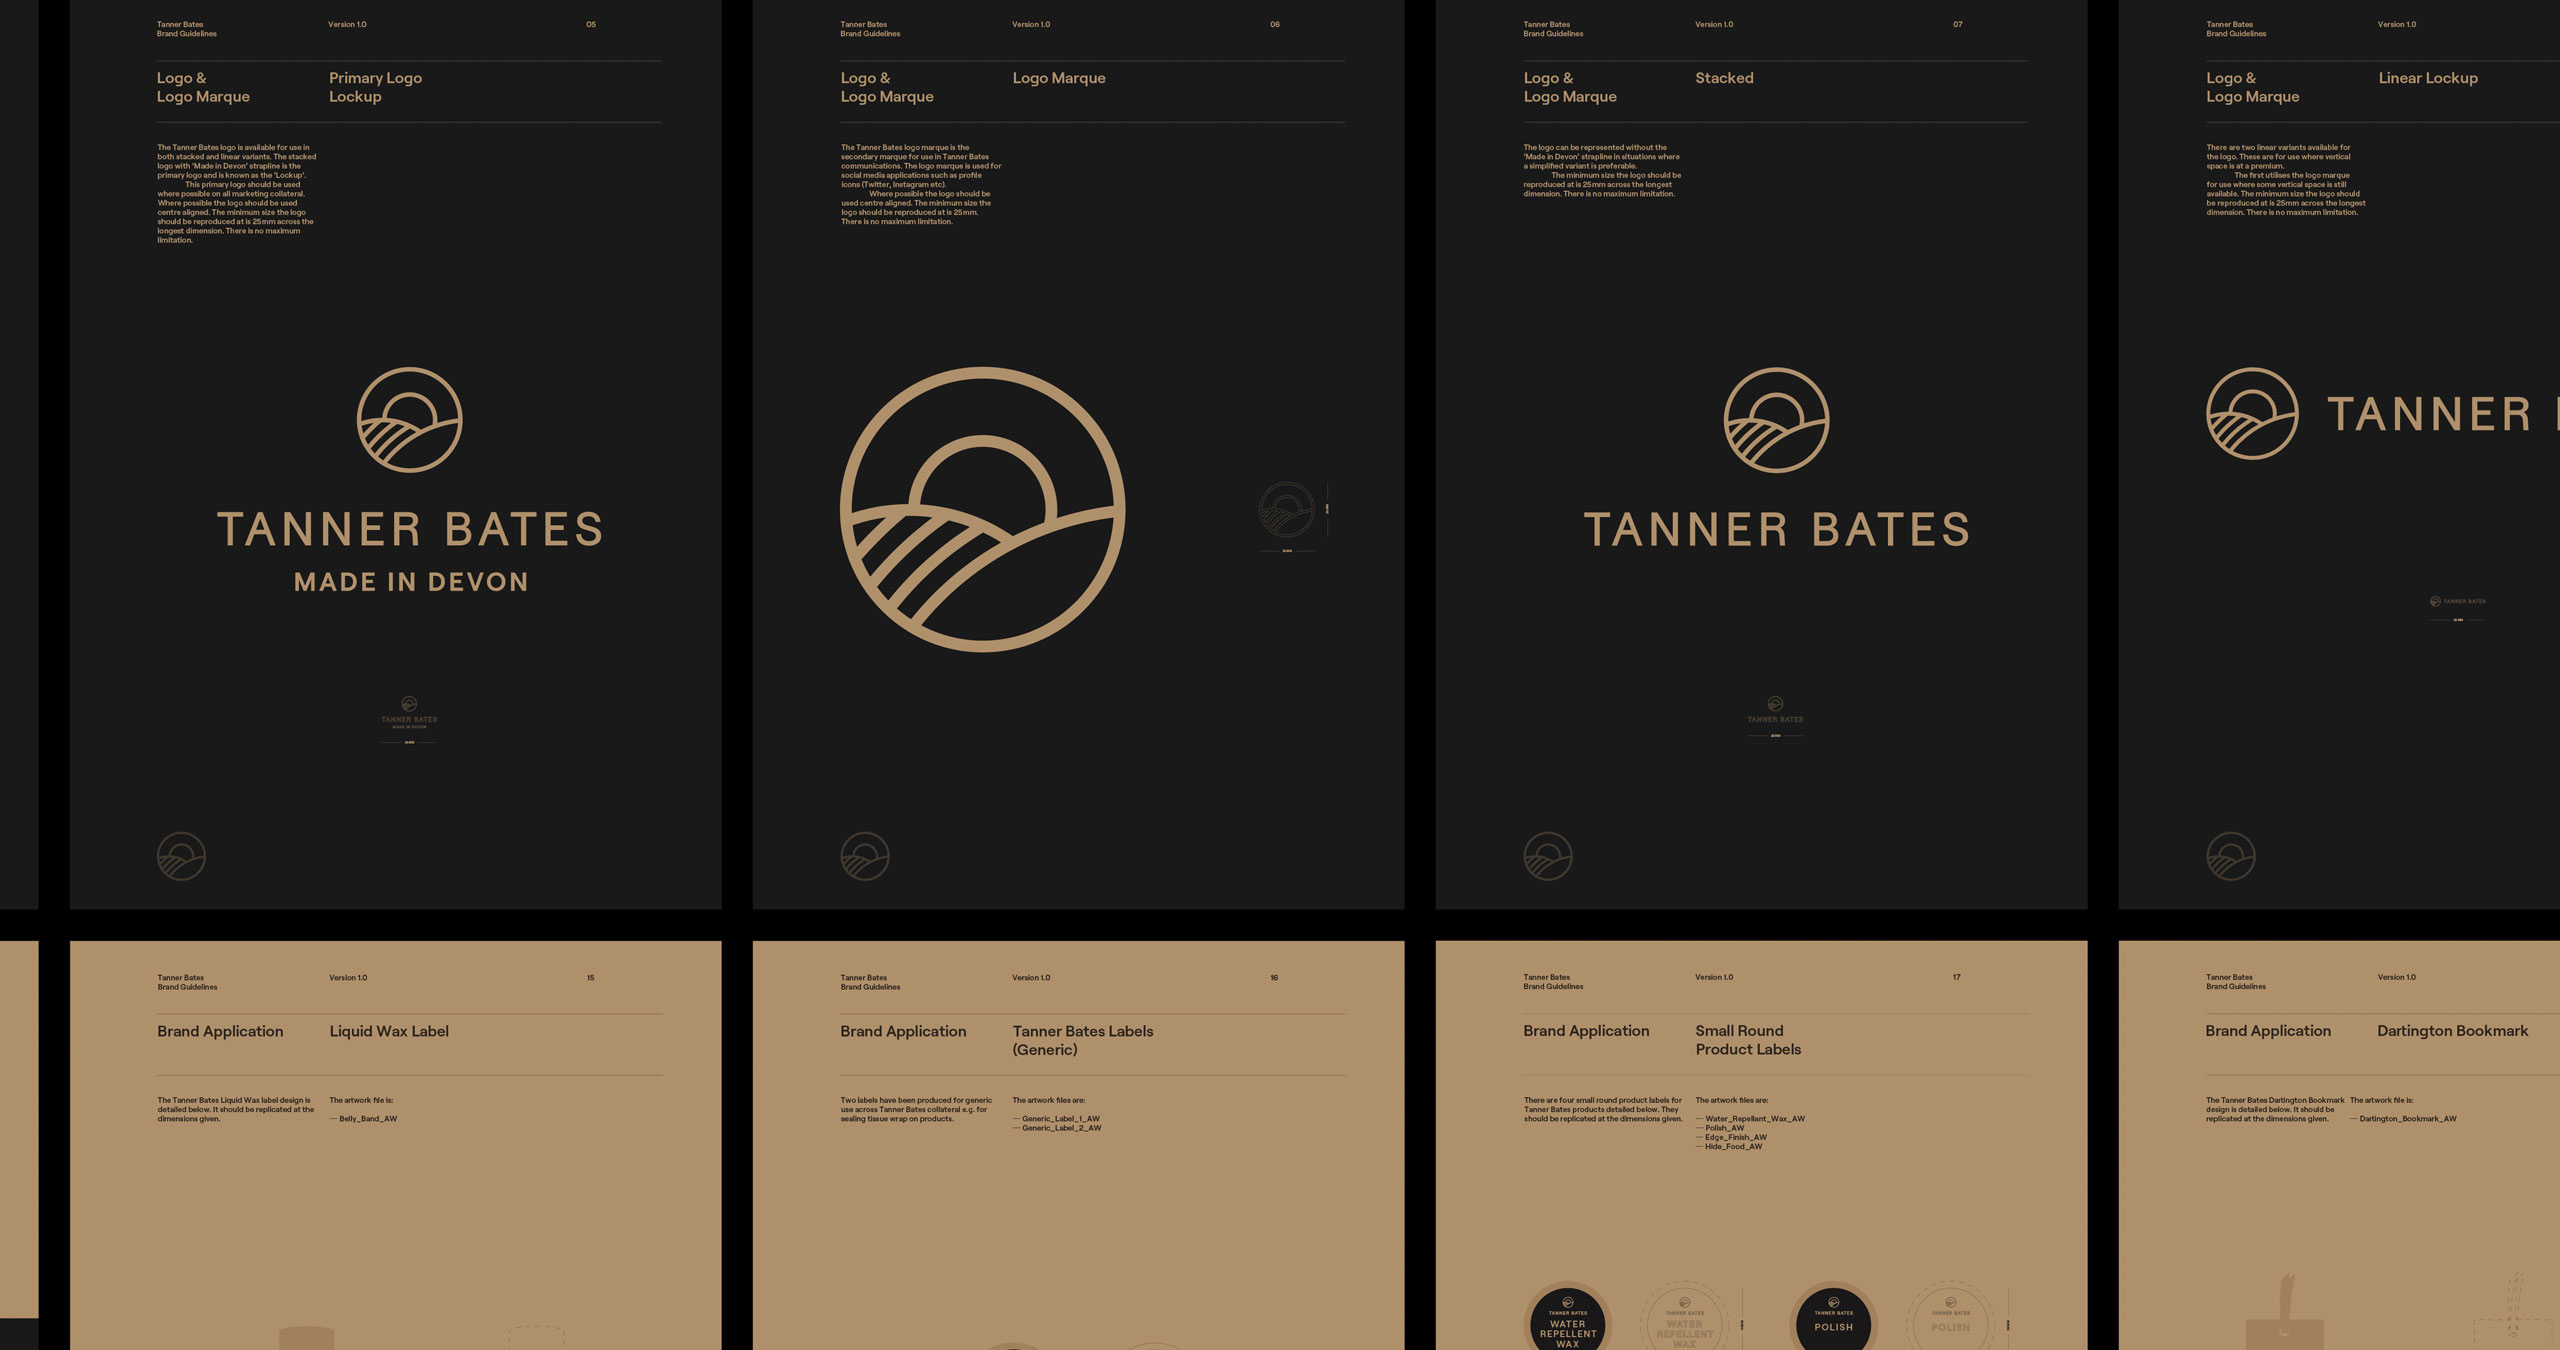 Tanner Bates
Brand Guidelines
Version 1.0
05
Logo &
Logo Marque
Primary Logo
Lockup
The Tanner Bates logo is available for use in
both stacked and linear variants. The stacked
logo with ‘Made in Devon’ strapline is the
primary logo and is known as the ‘Lockup’.
This primary logo should be used
where possible on all marketing collateral.
Where possible the logo should be used
centre aligned. The minimum size the logo
should be reproduced at is 25mm across the
longest dimension. There is no maximum
limitation.
TANNER BATES
MADE IN DEVON
TANNER BATES
MADE IN DEVON
Tanner Bates
Brand Guidelines
Version 1.0
06
Logo &
Logo Marque
Logo Marque
The Tanner Bates logo marque is the
secondary marque for use in Tanner Bates
communications. The logo marque is used for
social media applications such as profile
icons (Twitter, Instagram etc).
Where possible the logo should be
used centre aligned. The minimum size the
logo should be reproduced at is 25mm.
There is no maximum limitation.
Tanner Bates
Brand Guidelines
Version 1.0
07
Logo &
Logo Marque
Stacked
The logo can be represented without the
‘Made in Devon’ strapline in situations where
a simplified variant is preferable.
The minimum size the logo should be
reproduced at is 25mm across the longest
dimension. There is no maximum limitation.
TANNER BATES
TANNER BATES
Tanner Bates
Brand Guidelines
Version 1.0
Logo &
Logo Marque
Linear Lockup
There are two linear variants available for
the logo. These are for use where vertical
space is at a premium.
The first utilises the logo marque
for use where some vertical space is still
available. The minimum size the logo should
be reproduced at is 25mm across the longest
dimension. There is no maximum limitation.
TANNER
TANNER BATES
Tanner Bates
Brand Guidelines
Version 1.0
15
Brand Application
Liquid Wax Label
The Tanner Bates Liquid Wax label design is
detailed below. It should be replicated at the
dimensions given.
The artwork file is:
— Belly_Band_AW
Tanner Bates
Brand Guidelines
Version 1.0
16
Brand Application
Tanner Bates Labels
(Generic)
Two labels have been produced for generic
use across Tanner Bates collateral e.g. for
sealing tissue wrap on products.
The artwork files are:
— Generic_Label_1_AW
— Generic_Label_2_AW
Tanner Bates
Brand Guidelines
Version 1.0
17
Brand Application
Small Round
Product Labels
There are four small round product labels for
Tanner Bates products detailed below. They
should be replicated at the dimensions given.
The artwork files are:
— Water_Repellant_Wax_AW
— Polish_AW
— Edge_Finish_AW
— Hide_Food_AW
TANNER BATES
WATER
REPELLENT
WAX
TANNER BATES
WATER
REPELLENT
WAX
TANNER BATES
POLISH
TANNER BATES
POLISH
Tanner Bates
Brand Guidelines
Version 1.0
Brand Application
Dartington Bookmark
The Tanner Bates Dartington Bookmark
design is detailed below. It should be
replicated at the dimensions given.
The artwork file is:
— Dartington_Bookmark_AW